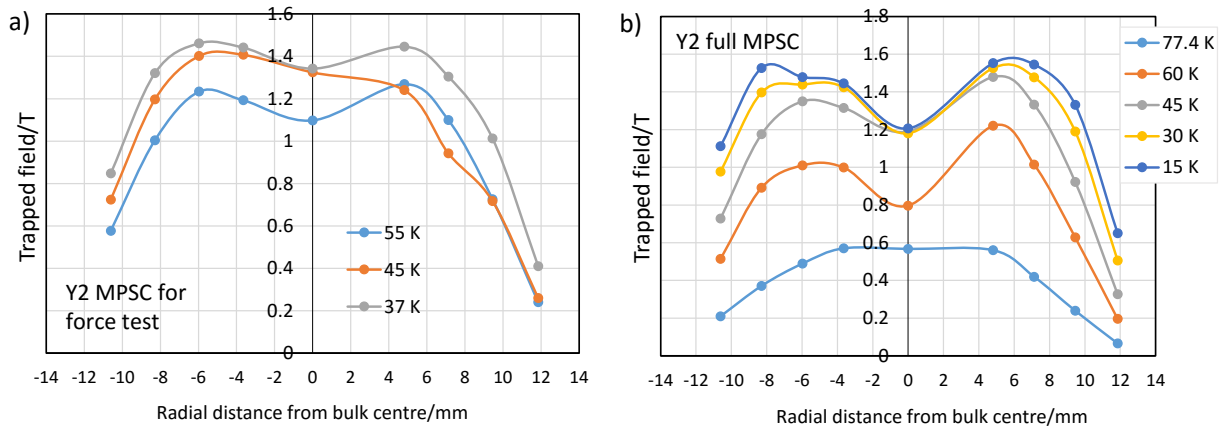 a)
1.6
1.4
1.2
1
0.8
0.6
0.4
0.2
0
Trapped field/T
-14 -12 -10 -8 -6 -4 -2 0 2 4 6 8 10 12 14
Radial distance from bulk centre/mm
55 K
45 K
37 K
Y2 MPSC for
force test
b)
Y2 full MPSC
1.8
1.6
1.4
1.2
1
0.8
0.6
0.4
0.2
0
Trapped field/T
-14 -12 -10 -8 -6 -4 -2 0 2 4 6 8 10 12 14
Radial distance from bulk centre/mm
77.4 K
60 K
45 K
30 K
15 K